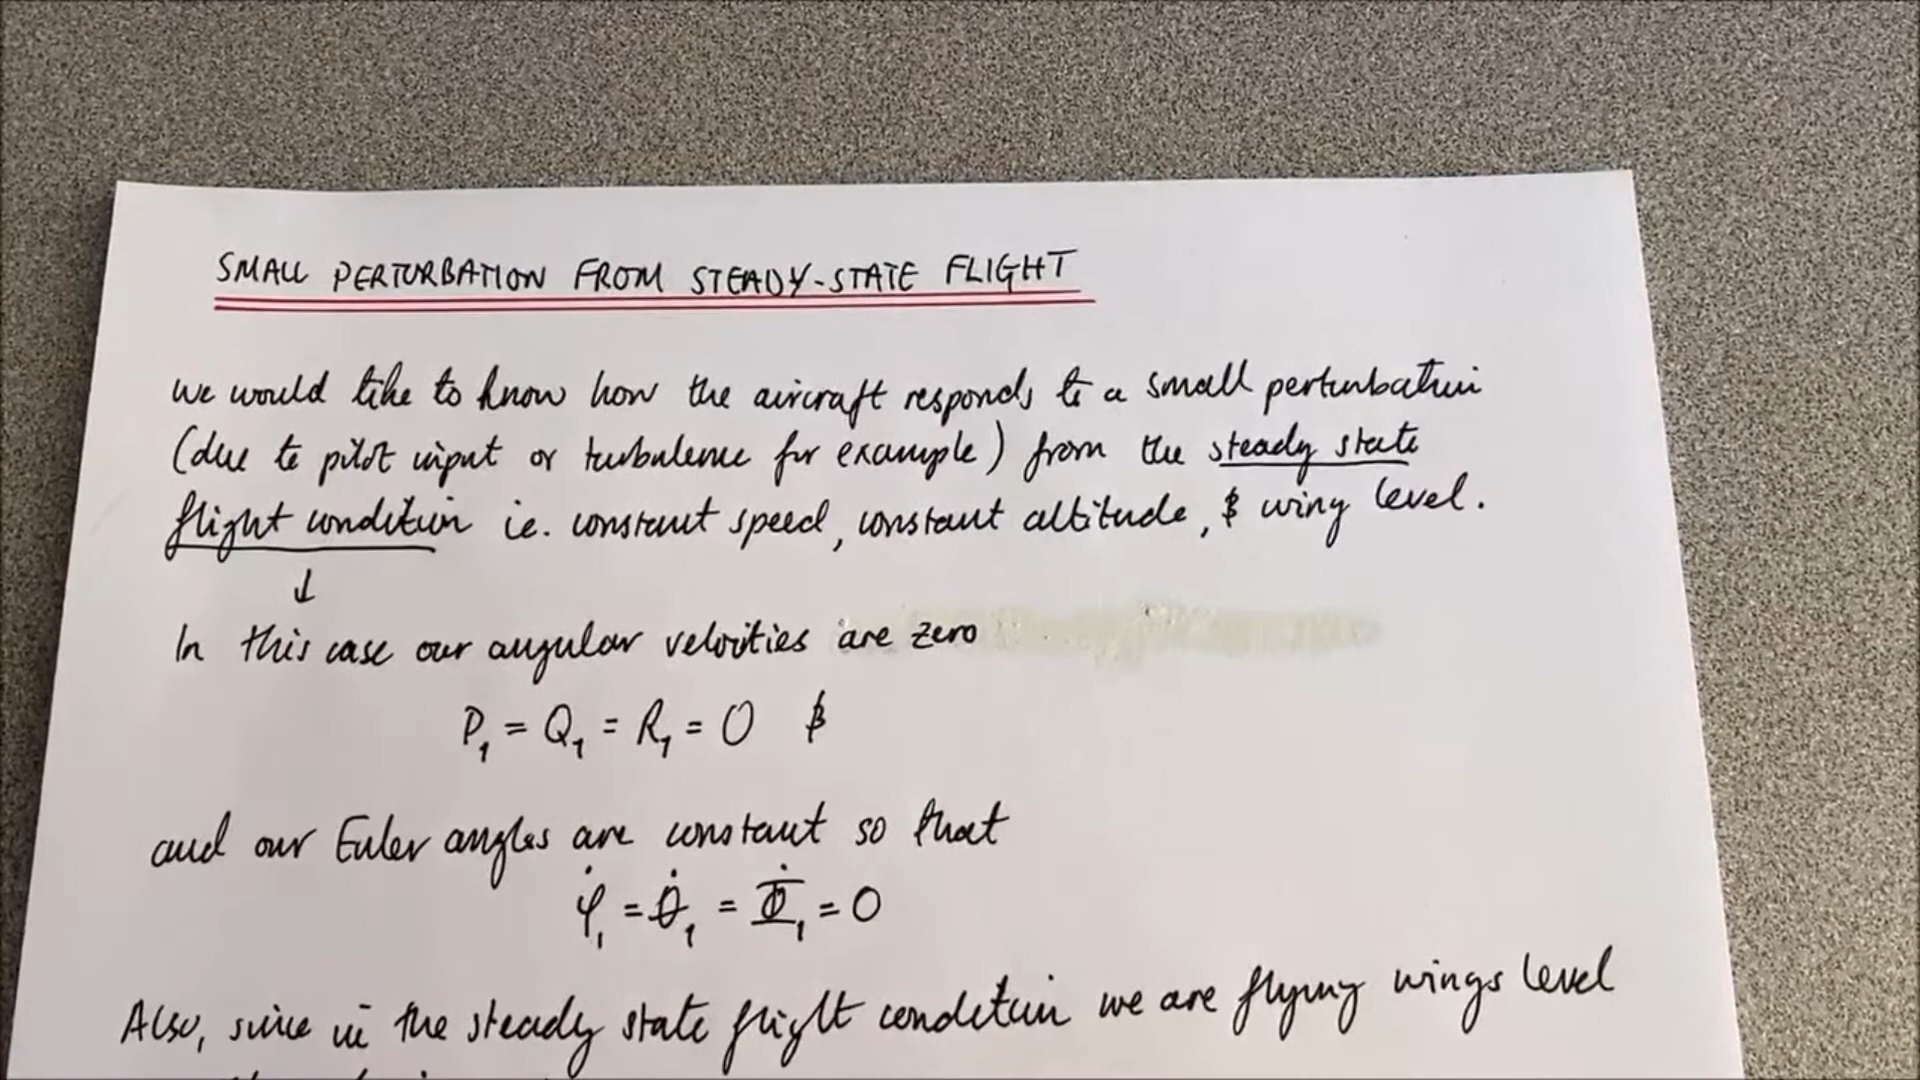 SMALL PERTURBATION FROM STEADY-STATE FLIGHT
We would like to know how the aircraft responds to a small perturbation
(due to pilot input or turbulence for example) from the steady state
flight condition ie. constant speed, constant altitude, & wing level.
↓
In this case our angular velocities are zero
P₁ = Q₁ = R₁ = 0 &
and our Euler angles are constant so that
φ̇₁ = θ̇₁ = Φ̇₁ = 0
Also, since in the steady state flight condition we are flying wings level